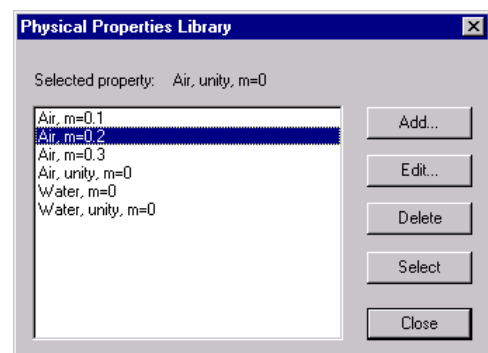 Physical Properties Library
Selected property: Air, unity, m=0
Air, m=0.1
Air, m=0.2
Air, m=0.3
Air, unity, m=0
Water, m=0
Water, unity, m=0
Add...
Edit...
Delete
Select
Close